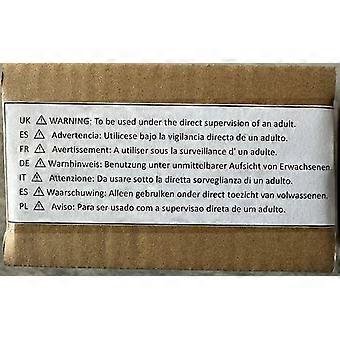 UK ⚠ WARNING: To be used under the direct supervision of an adult.
ES ⚠ Advertencia: Utilicese bajo la vigilancia directa de un adulto.
FR ⚠ Avertissement: A utiliser sous la surveillance d' un adulte.
DE ⚠ Warnhinweis: Benutzung unter unmittelbarer Aufsicht von Erwachsenen.
IT ⚠ Attenzione: Da usare sotto la diretta sorveglianza di un adulto.
ES ⚠ Waarschuwing: Alleen gebruiken onder direct toezicht van volwassenen.
PL ⚠ Aviso: Para ser usado com a supervisao direta de um adulto.